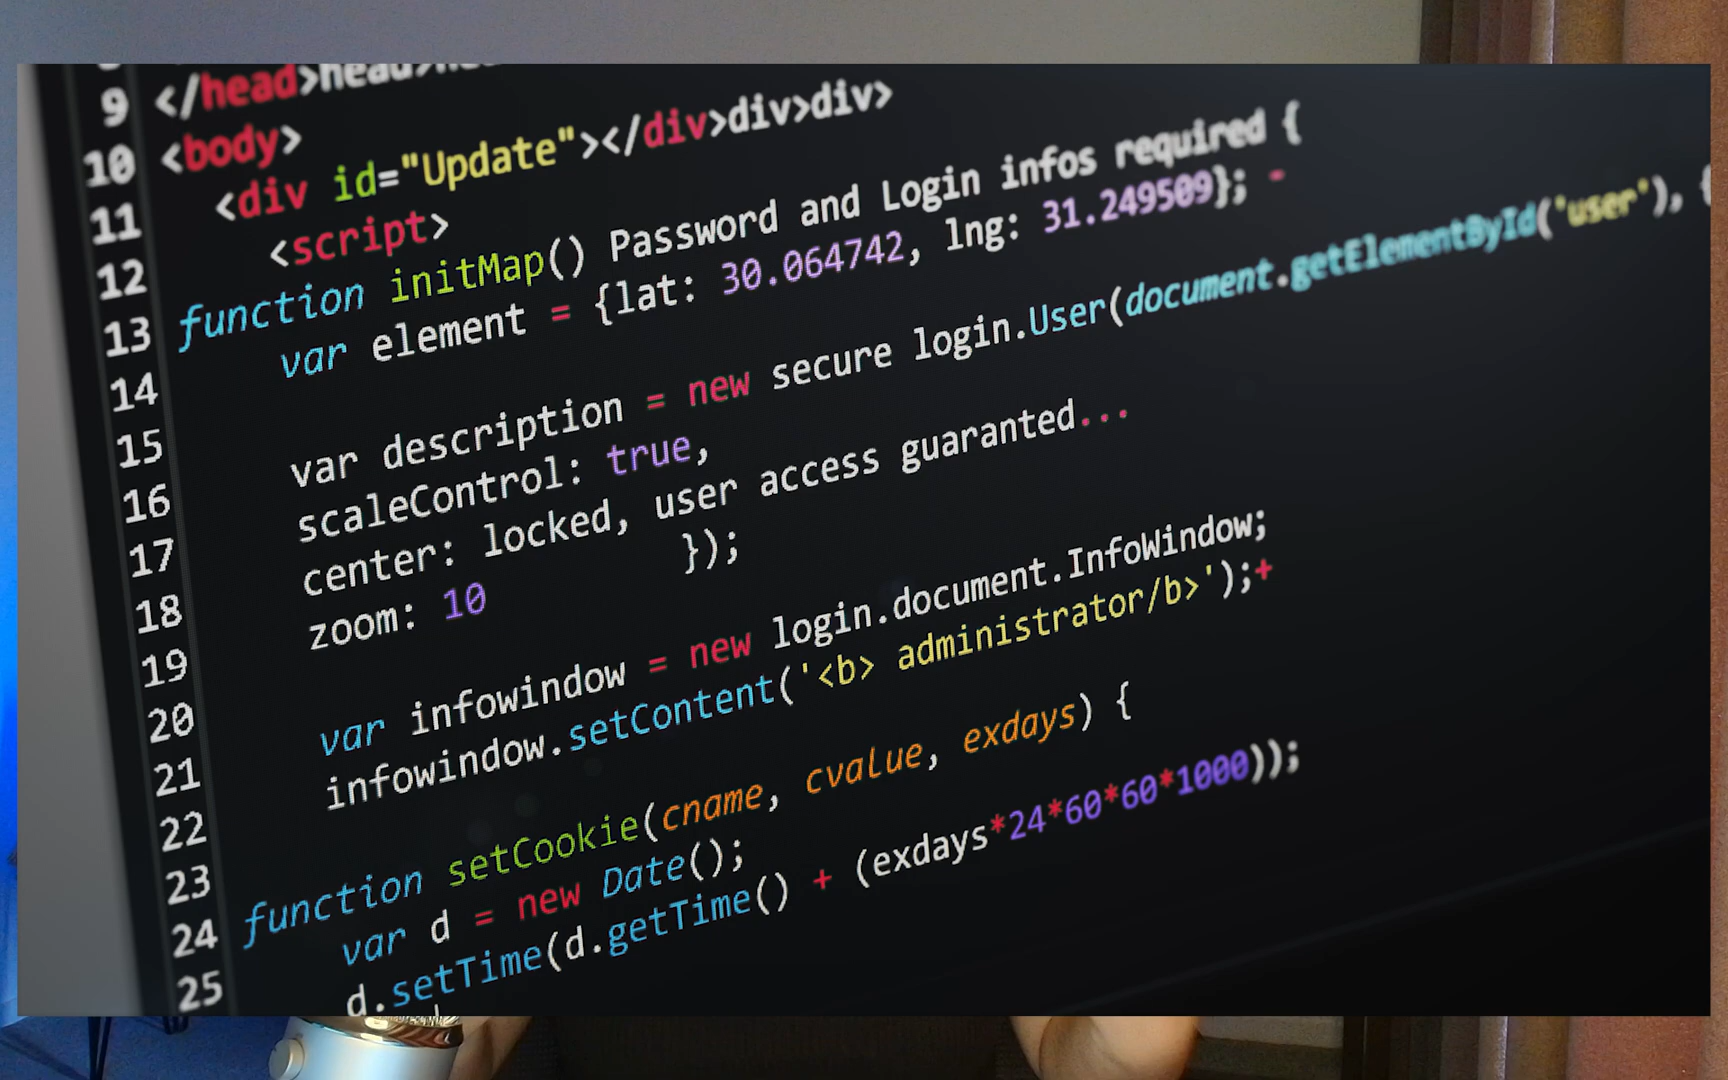 9 </head>head>
10 <body>
11 <div id="Update"></div>div>div>
12 <script>
13 function initMap() Password and Login infos required {
14 var element = {lat: 30.064742, lng: 31.249509}; -
15
16 var description = new secure login.User(document.getElementById('user'), {
17 scaleControl: true,
18 center: locked, user access guaranted...
19 zoom: 10 });
20
21 var infowindow = new login.document.InfoWindow;
22 infowindow.setContent('<b> administrator/b>');+
23
24 function setCookie(cname, cvalue, exdays) {
25 var d = new Date();
d.setTime(d.getTime() + (exdays*24*60*60*1000));